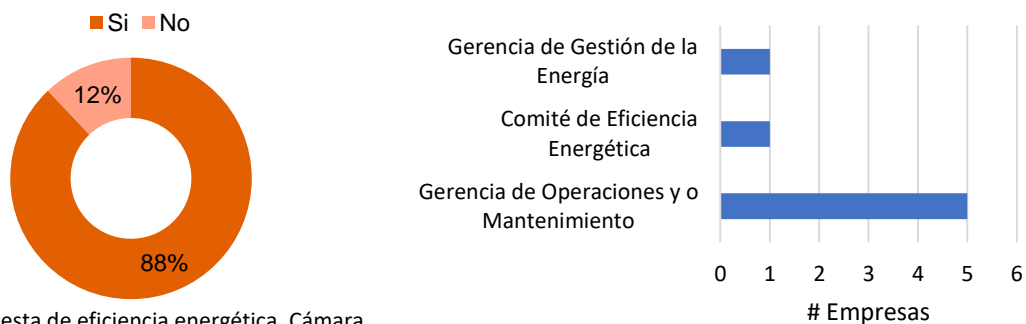 Si No
12%
88%
esta de eficiencia energética. Cámara
Gerencia de Gestión de la
Energía
Comité de Eficiencia
Energética
Gerencia de Operaciones y o
Mantenimiento
0 1 2 3 4 5 6
# Empresas